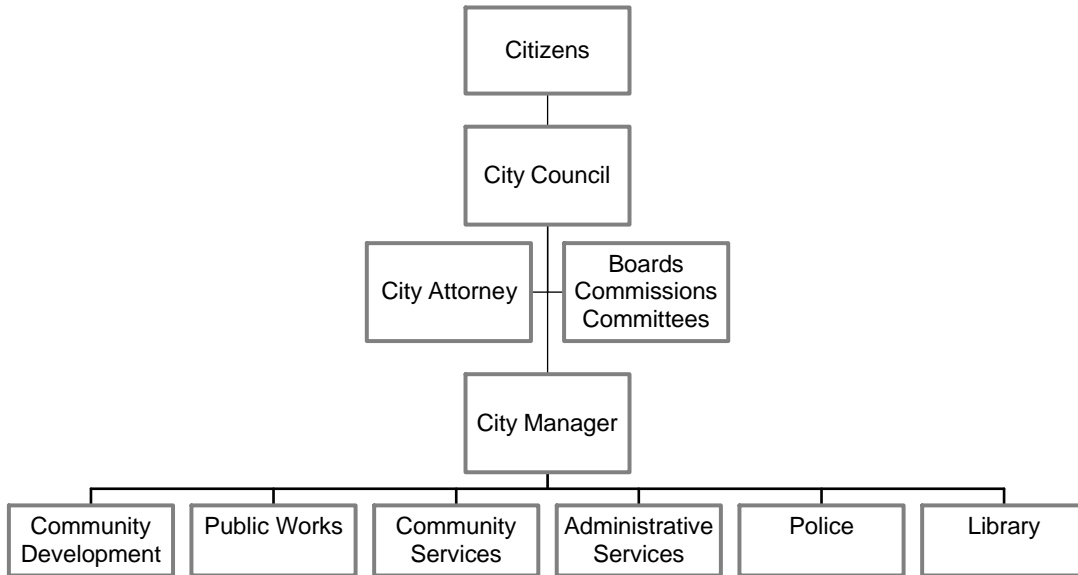 Citizens
City Council
City Attorney
Boards
Commissions
Committees
City Manager
Community
Development
Public Works
Community
Services
Administrative
Services
Police
Library